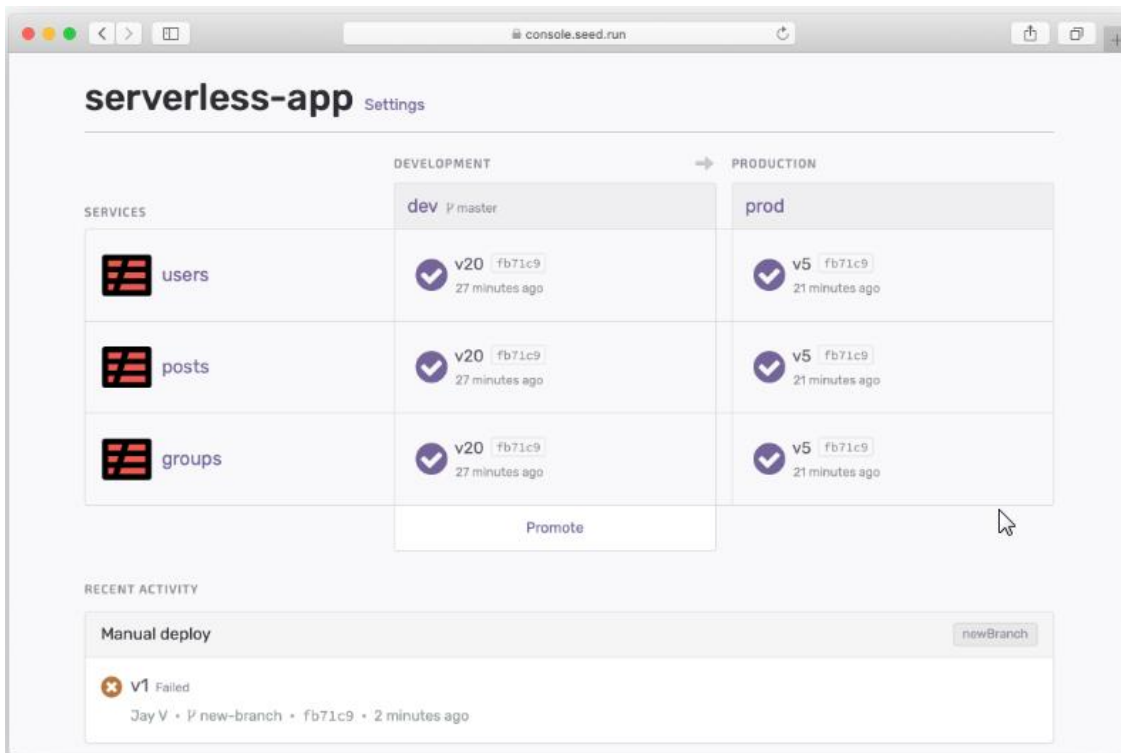 console.seed.run
serverless-app Settings
DEVELOPMENT PRODUCTION
SERVICES dev master prod
users v20 fb71c9 v5 fb71c9
27 minutes ago 21 minutes ago
posts v20 fb71c9 v5 fb71c9
27 minutes ago 21 minutes ago
groups v20 fb71c9 v5 fb71c9
27 minutes ago 21 minutes ago
Promote
RECENT ACTIVITY
Manual deploy newBranch
v1 Failed
Jay V • new-branch • fb71c9 • 2 minutes ago